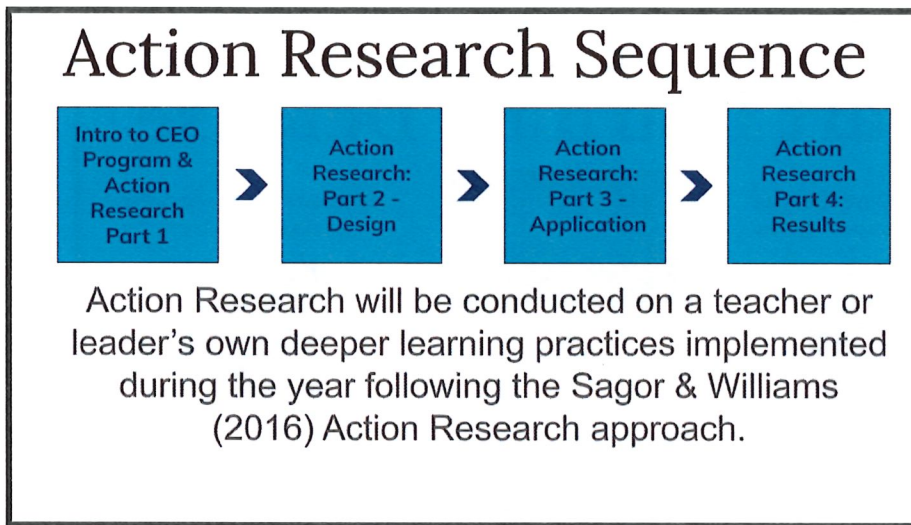 Action Research Sequence
Intro to CEO
Program &
Action
Research
Part 1
Action
Research:
Part 2 -
Design
Action
Research:
Part 3 -
Application
Action
Research
Part 4:
Results
Action Research will be conducted on a teacher or
leader's own deeper learning practices implemented
during the year following the Sagor & Williams
(2016) Action Research approach.